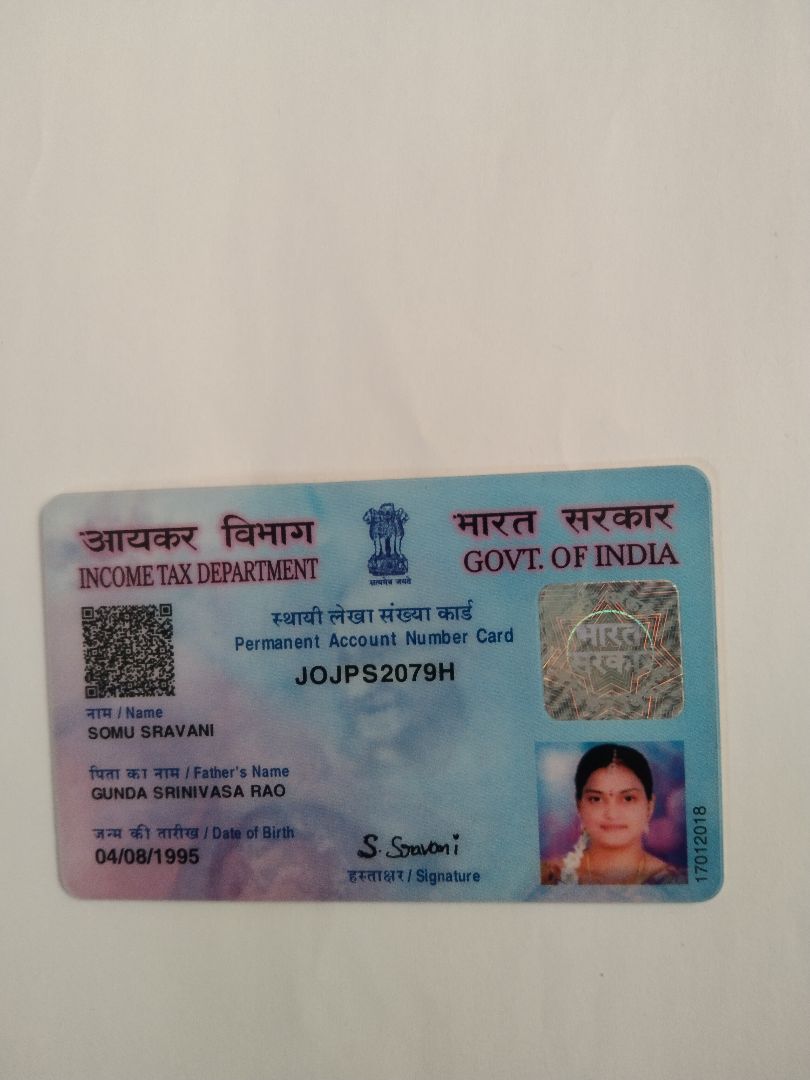 आयकर विभाग
INCOME TAX DEPARTMENT
सत्यमेव जयते
भारत सरकार
GOVT. OF INDIA
स्थायी लेखा संख्या कार्ड
Permanent Account Number Card
JOJPS2079H
भारत
सरकार
नाम / Name
SOMU SRAVANI
पिता का नाम / Father's Name
GUNDA SRINIVASA RAO
जन्म की तारीख / Date of Birth
04/08/1995
S. Sravani
हस्ताक्षर / Signature
17012018